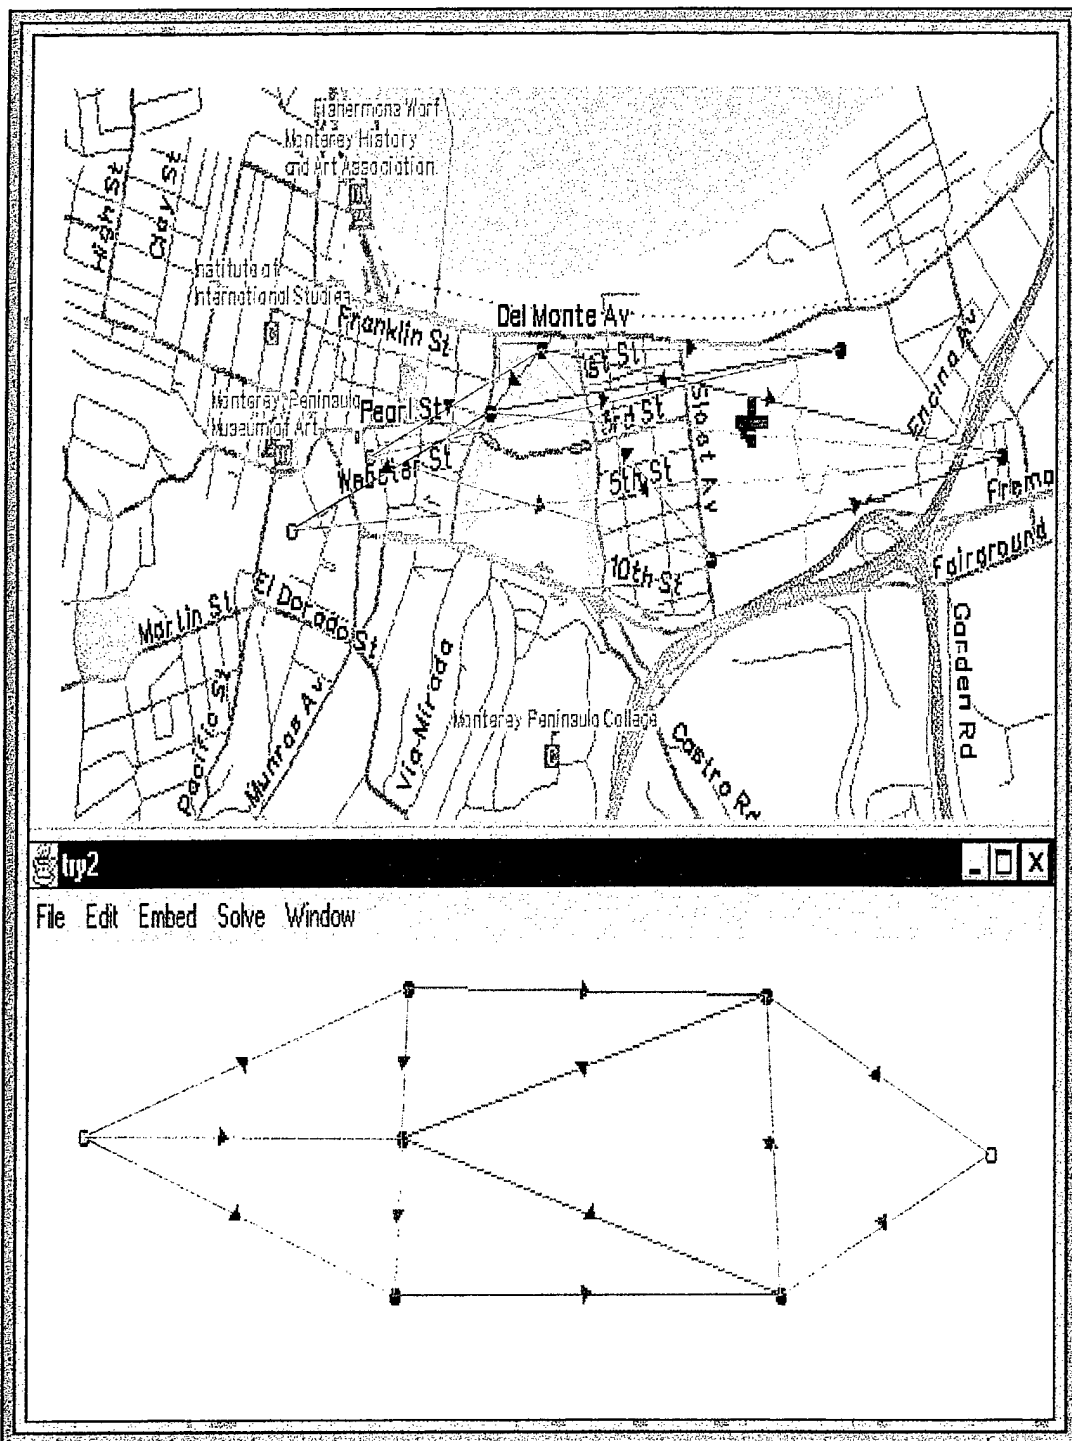 Fishermans Warf
Monterey History
and Art Association
High St
Clay St
Institute of
International Studies
Franklin St
Del Monte Av
1st St
Monterey Peninsula
Museum of Art
Pearl St
3rd St
Sloat Av
Encina Av
Webster St
5th St
Firemo
10th St
Fairground
El Dorado St
Martin St
Garden Rd
Pacific St
Munras Av
Via Mirada
Monterey Peninsula College
Castro Rd
try2
File Edit Embed Solve Window